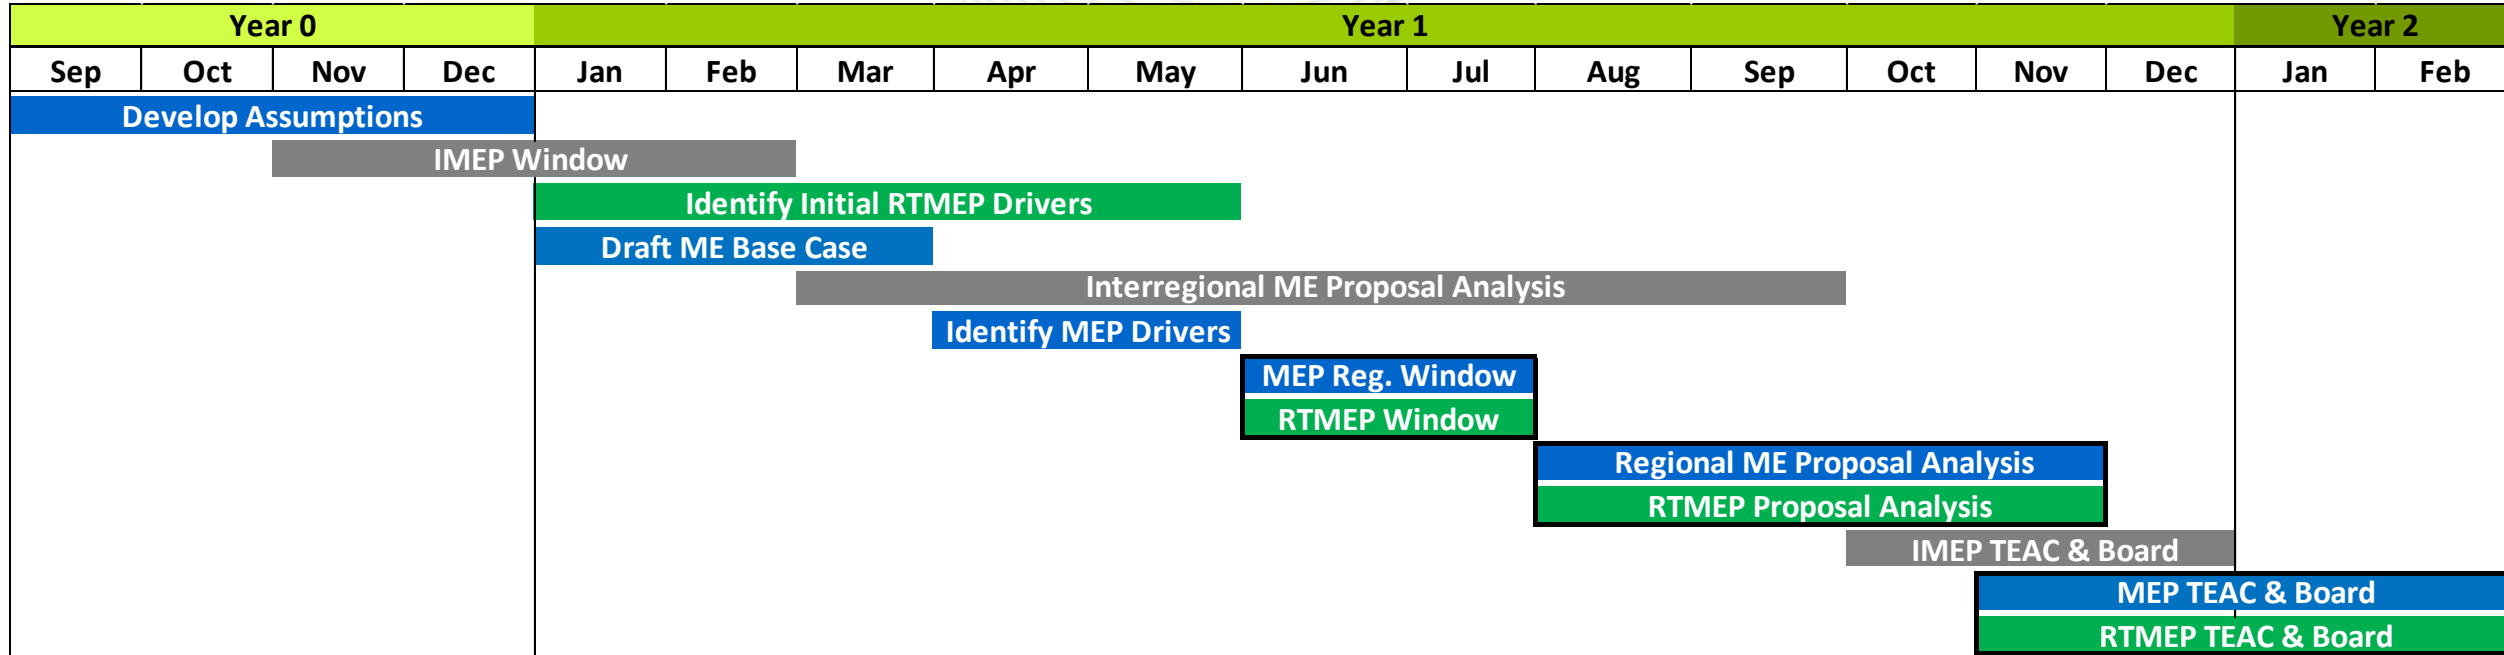 Year 0 Year 1 Year 2
Sep Oct Nov Dec Jan Feb Mar Apr May Jun Jul Aug Sep Oct Nov Dec Jan Feb
Develop Assumptions
IMEP Window
Identify Initial RTMEP Drivers
Draft ME Base Case
Interregional ME Proposal Analysis
Identify MEP Drivers
MEP Reg. Window
RTMEP Window
Regional ME Proposal Analysis
RTMEP Proposal Analysis
IMEP TEAC & Board
MEP TEAC & Board
RTMEP TEAC & Board